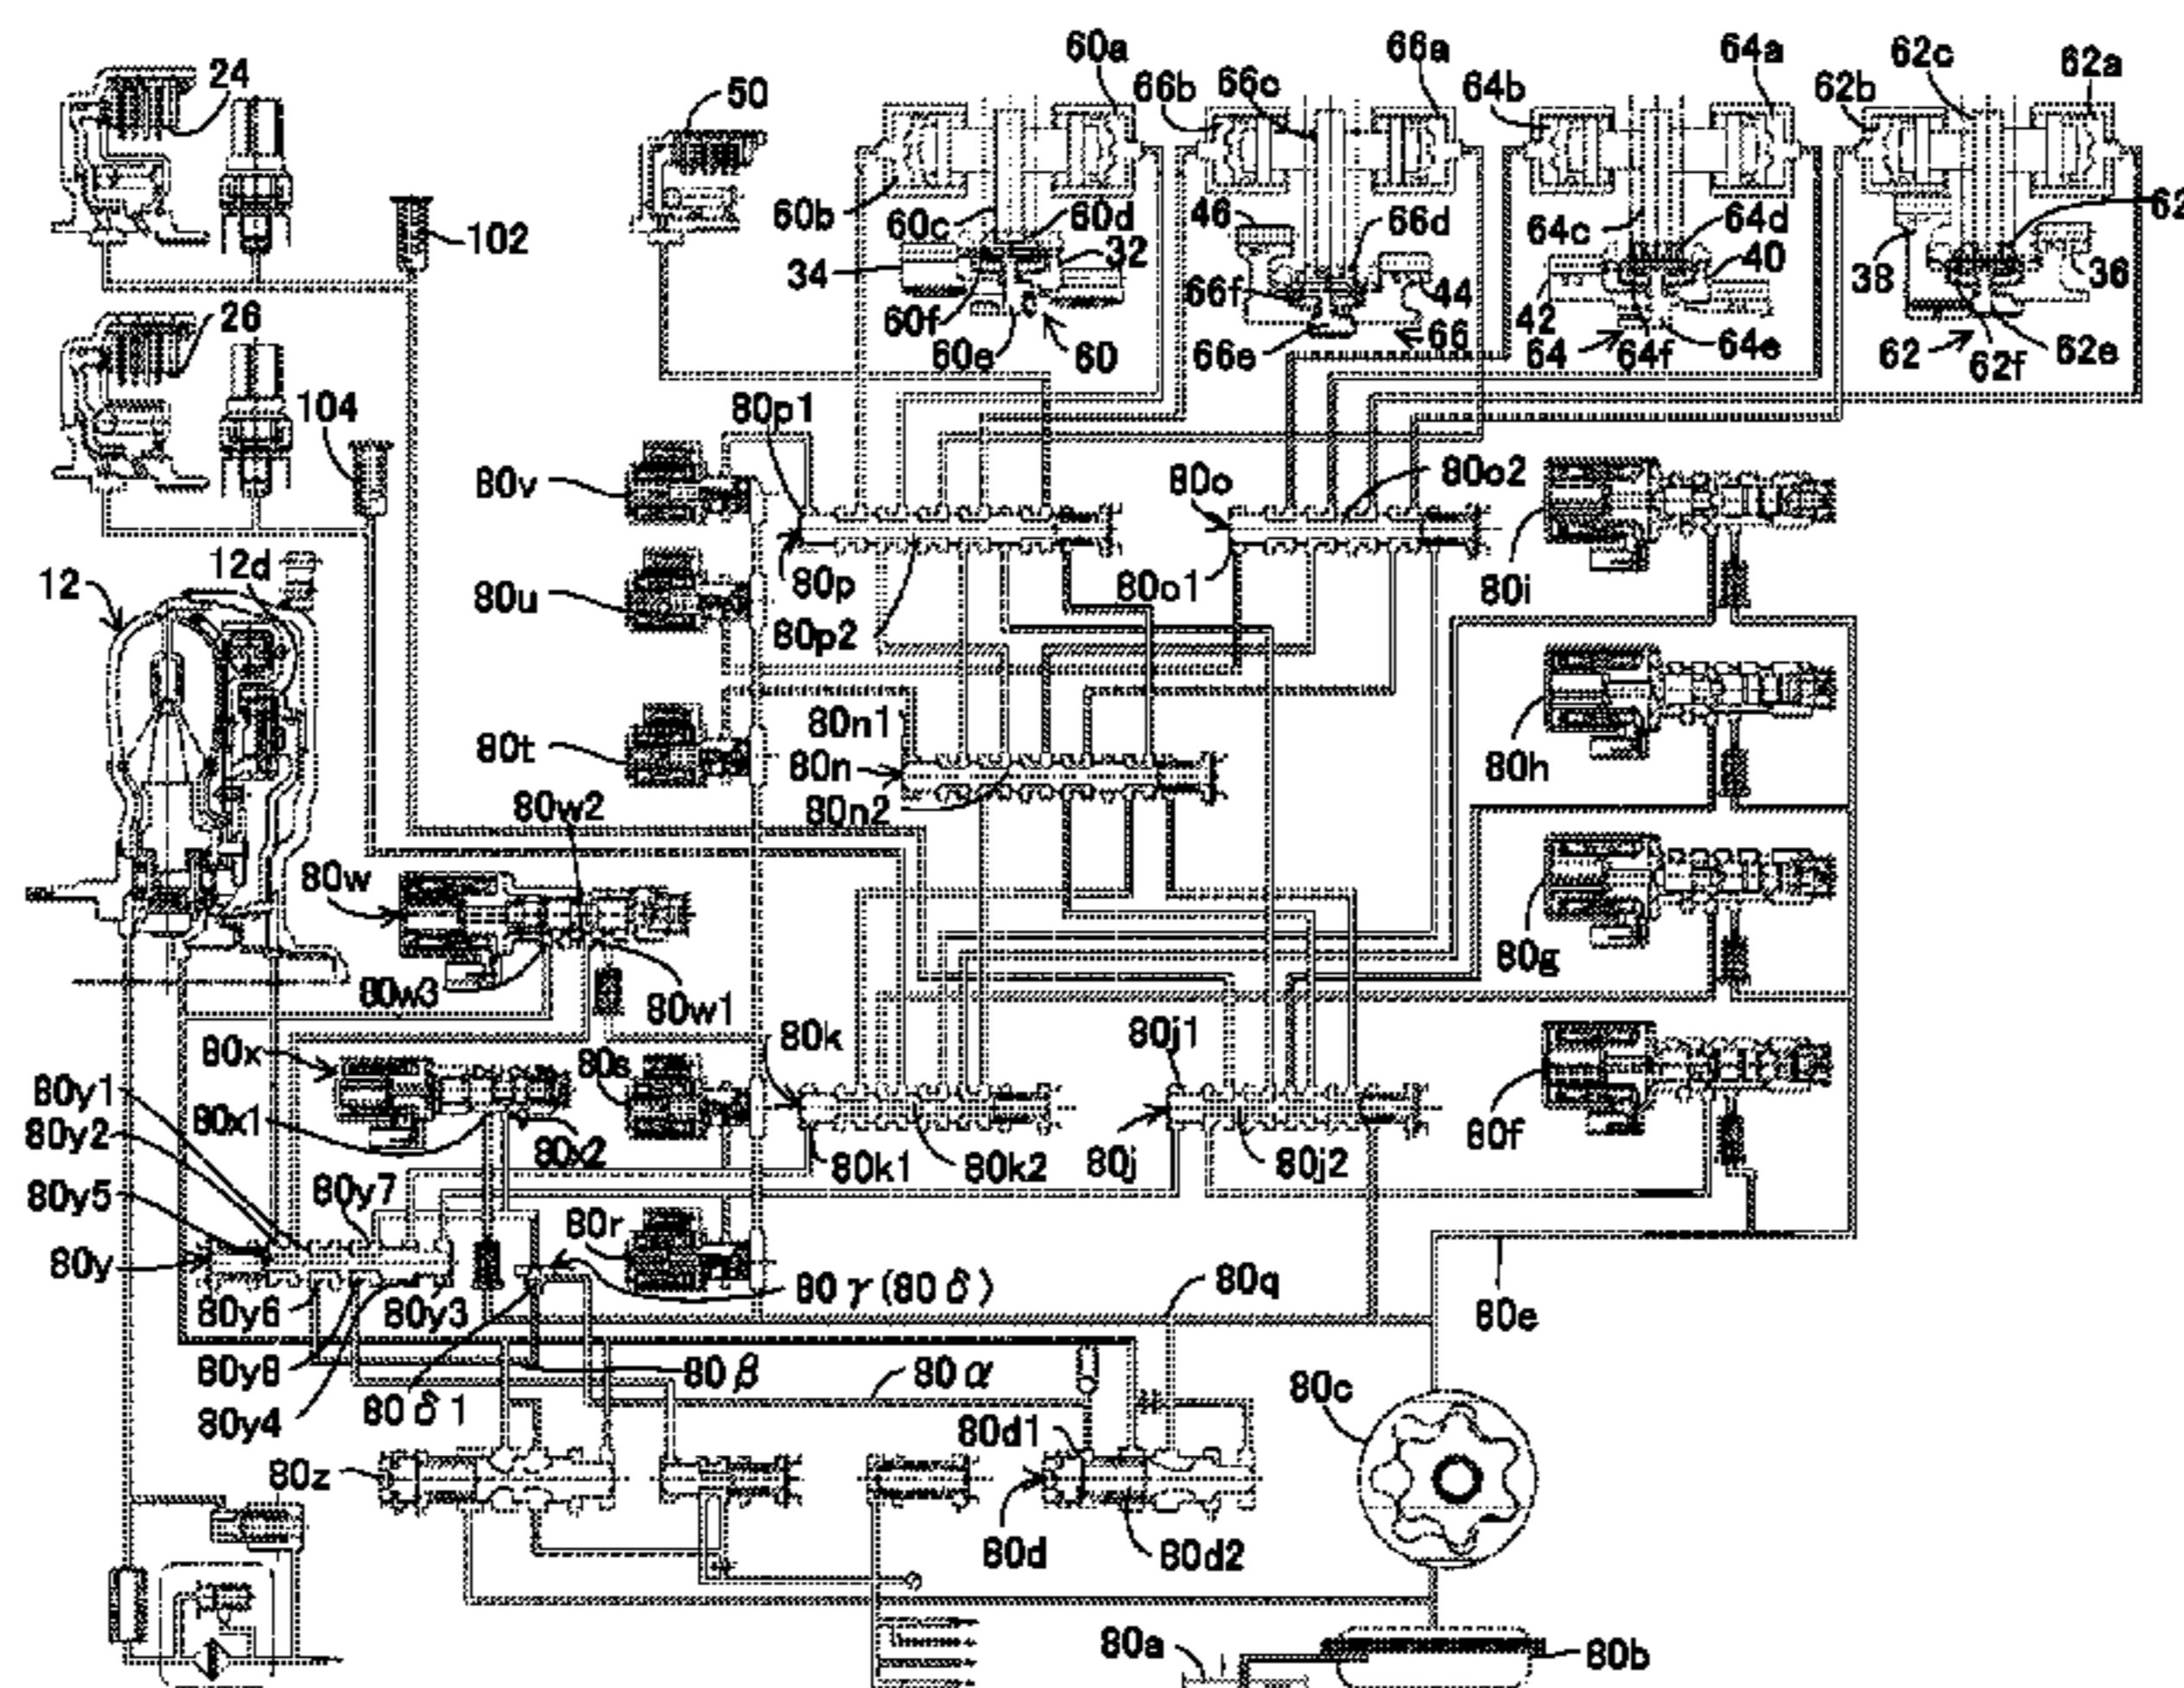 60a
66a
64a
62c
62a
24
50
66b
66c
64b
62b
102
60b
60c
60d
46
66d
64c
64d
62
34
32
66f
44
42
40
38
36
26
60f
60e
60
66e
66
64
64f
64e
62
62f
62e
104
80p1
80v
80o
80o2
12
12d
80u
80p
80o1
80i
80p2
80n1
80t
80n
80h
80w2
80n2
80w
80g
80w3
80w1
80k
80j1
80x
80s
80y1
80y2
80x1
80x2
80k1
80k2
80j
80j2
80f
80y5
80y7
80r
80y
80y6
80y3
80γ(80δ)
80q
80e
80y8
80β
80α
80c
80δ1
80y4
80d1
80z
80d
80d2
80a
80b